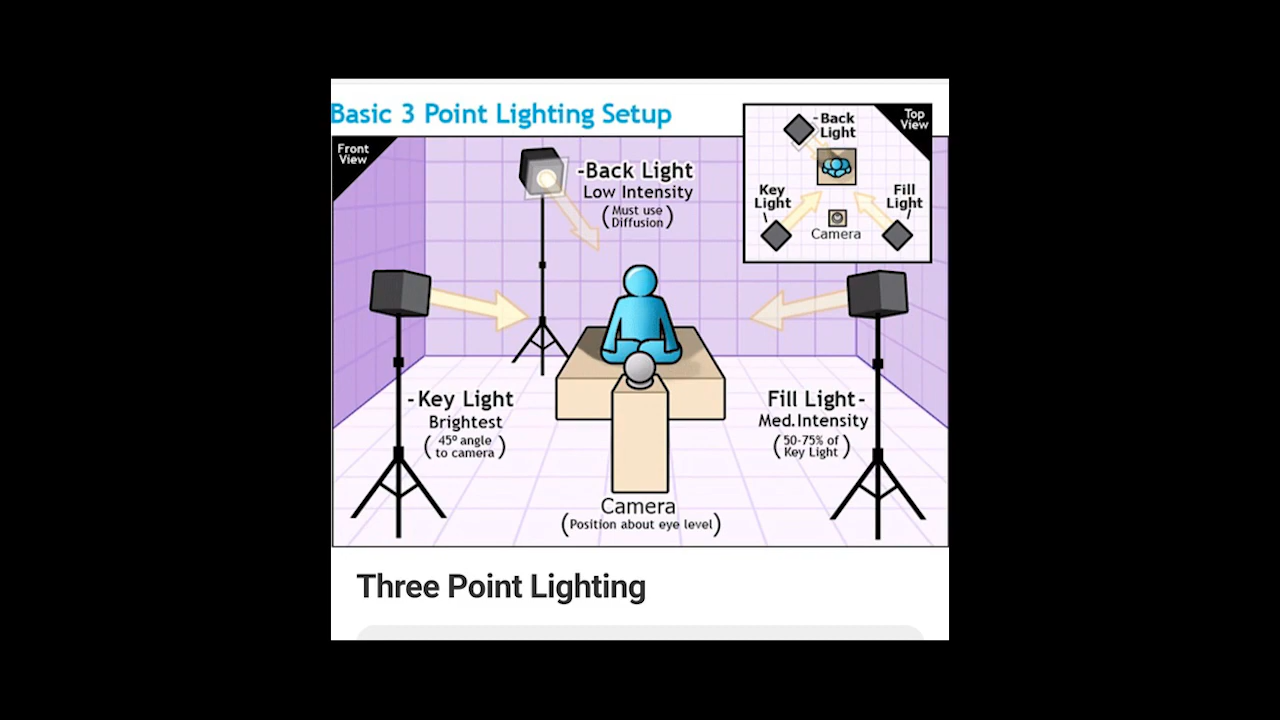 Basic 3 Point Lighting Setup
Front
View
-Back Light
Low Intensity
(Must use
Diffusion)
Top
View
-Back
Light
Key
Light
Fill
Light
Camera
-Key Light
Brightest
(45º angle
to camera)
Fill Light-
Med.Intensity
(50-75% of
Key Light)
Camera
(Position about eye level)
Three Point Lighting